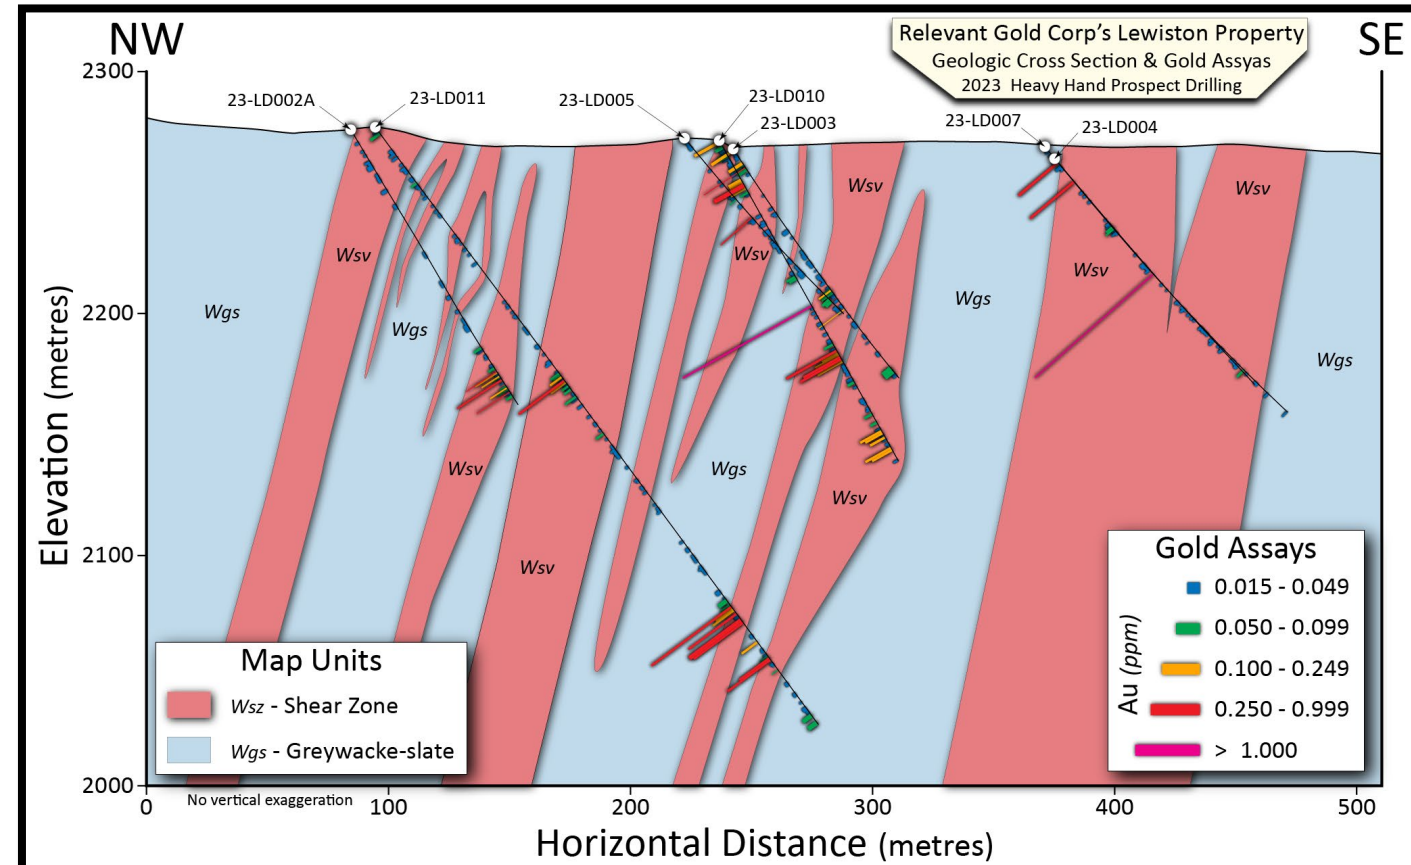 NW
SE
Relevant Gold Corp's Lewiston Property
Geologic Cross Section & Gold Assyas
2023 Heavy Hand Prospect Drilling
2300
2200
2100
2000
Elevation (metres)
23-LD002A
23-LD011
23-LD005
23-LD010
23-LD003
23-LD007
23-LD004
Wsv
Wsv
Wsv
Wsv
Wsv
Wgs
Wgs
Wgs
Wgs
Wsv
Wgs
Wsv
Wsv
Map Units
Wsz - Shear Zone
Wgs - Greywacke-slate
Gold Assays
Au (ppm)
0.015 - 0.049
0.050 - 0.099
0.100 - 0.249
0.250 - 0.999
> 1.000
No vertical exaggeration
0
100
200
300
400
500
Horizontal Distance (metres)